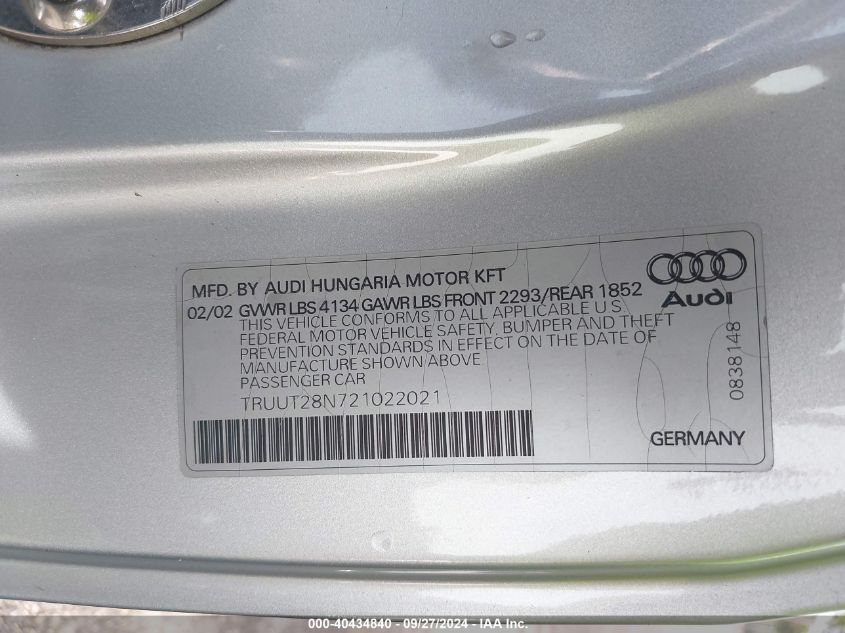 MFD. BY AUDI HUNGARIA MOTOR KFT
02/02 GVWR LBS 4134 GAWR LBS FRONT 2293/REAR 1852
THIS VEHICLE CONFORMS TO ALL APPLICABLE U.S.
FEDERAL MOTOR VEHICLE SAFETY, BUMPER AND THEFT
PREVENTION STANDARDS IN EFFECT ON THE DATE OF
MANUFACTURE SHOWN ABOVE
PASSENGER CAR
TRUUT28N721022021
Audi
0838148
GERMANY
000-40434840 - 09/27/2024 - IAA Inc.